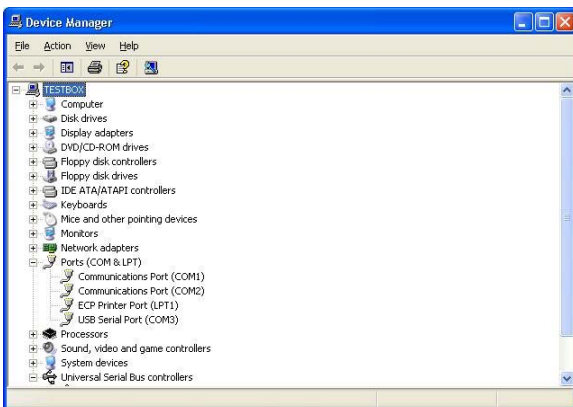 Device Manager
File Action View Help
TESTBOX
Computer
Disk drives
Display adapters
DVD/CD-ROM drives
Floppy disk controllers
Floppy disk drives
IDE ATA/ATAPI controllers
Keyboards
Mice and other pointing devices
Monitors
Network adapters
Ports (COM & LPT)
Communications Port (COM1)
Communications Port (COM2)
ECP Printer Port (LPT1)
USB Serial Port (COM3)
Processors
Sound, video and game controllers
System devices
Universal Serial Bus controllers